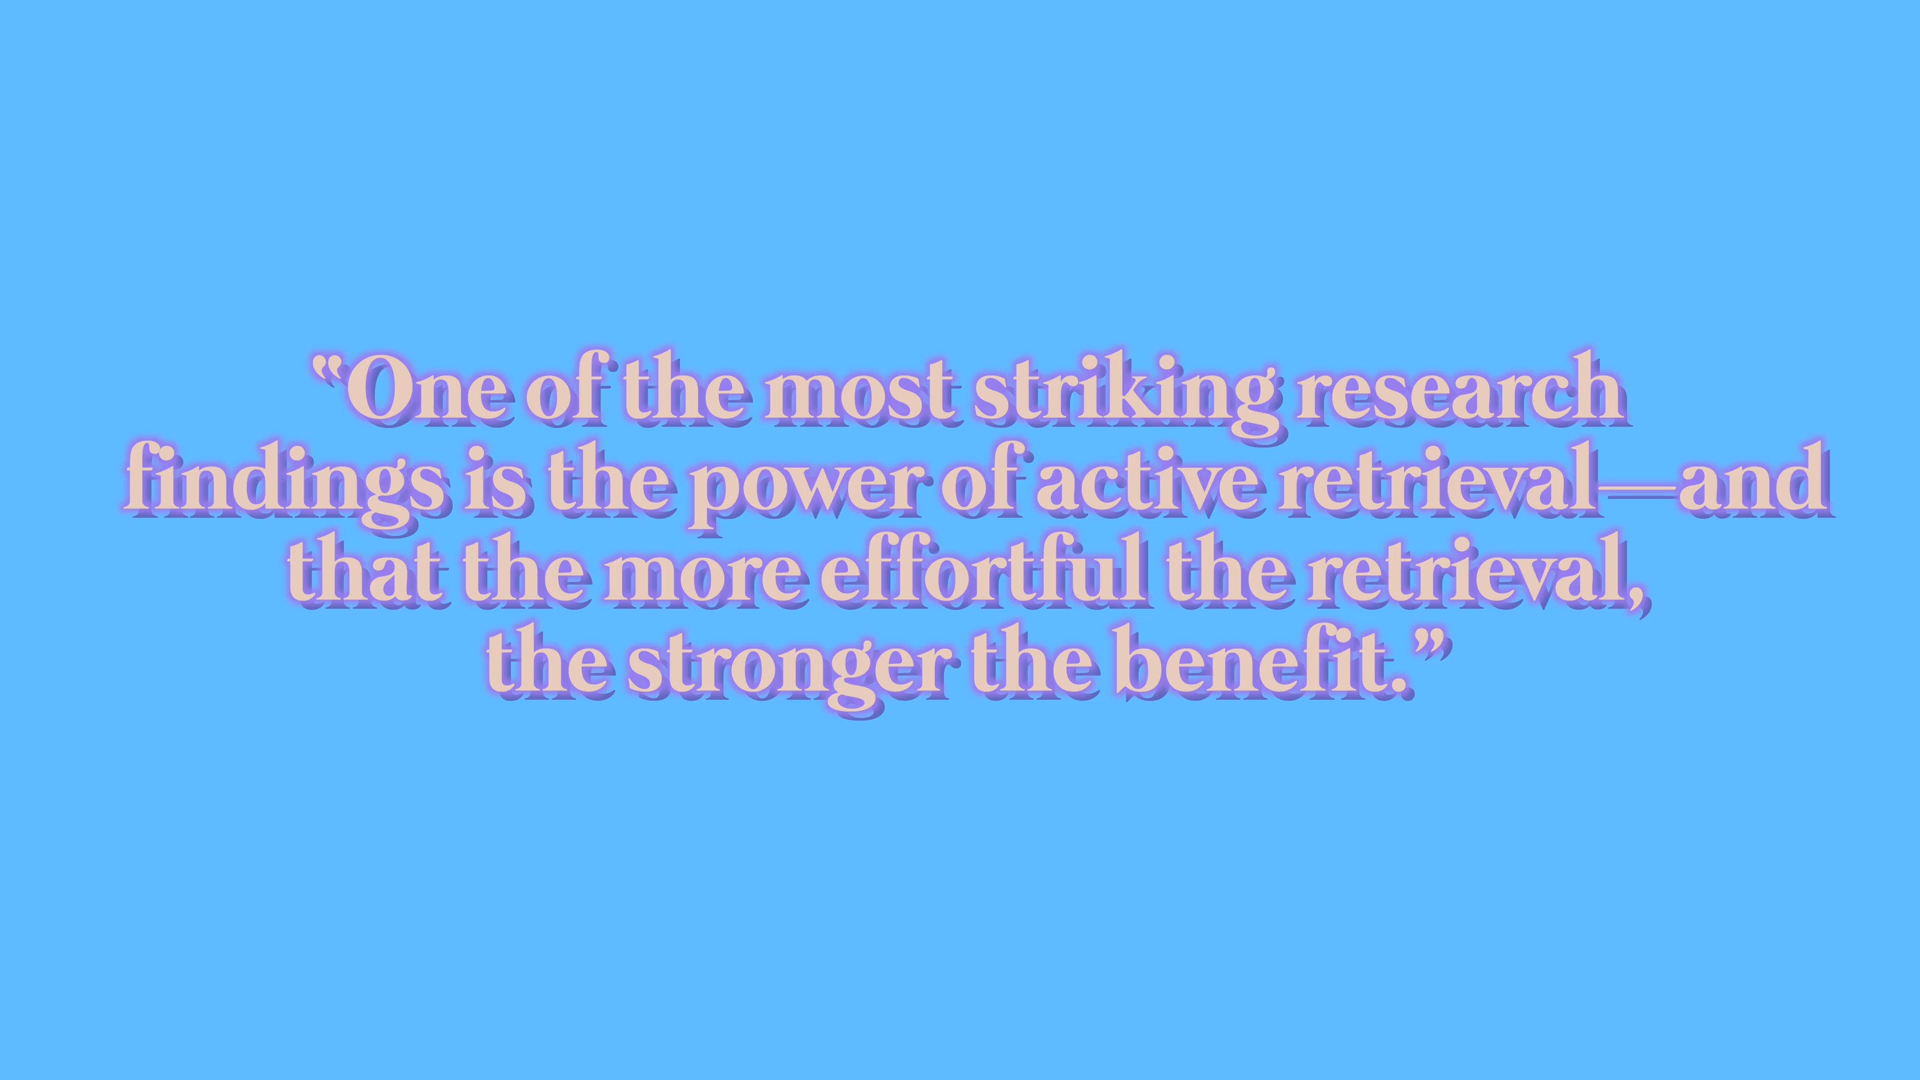 “One of the most striking research
findings is the power of active retrieval—and
that the more effortful the retrieval,
the stronger the benefit.”